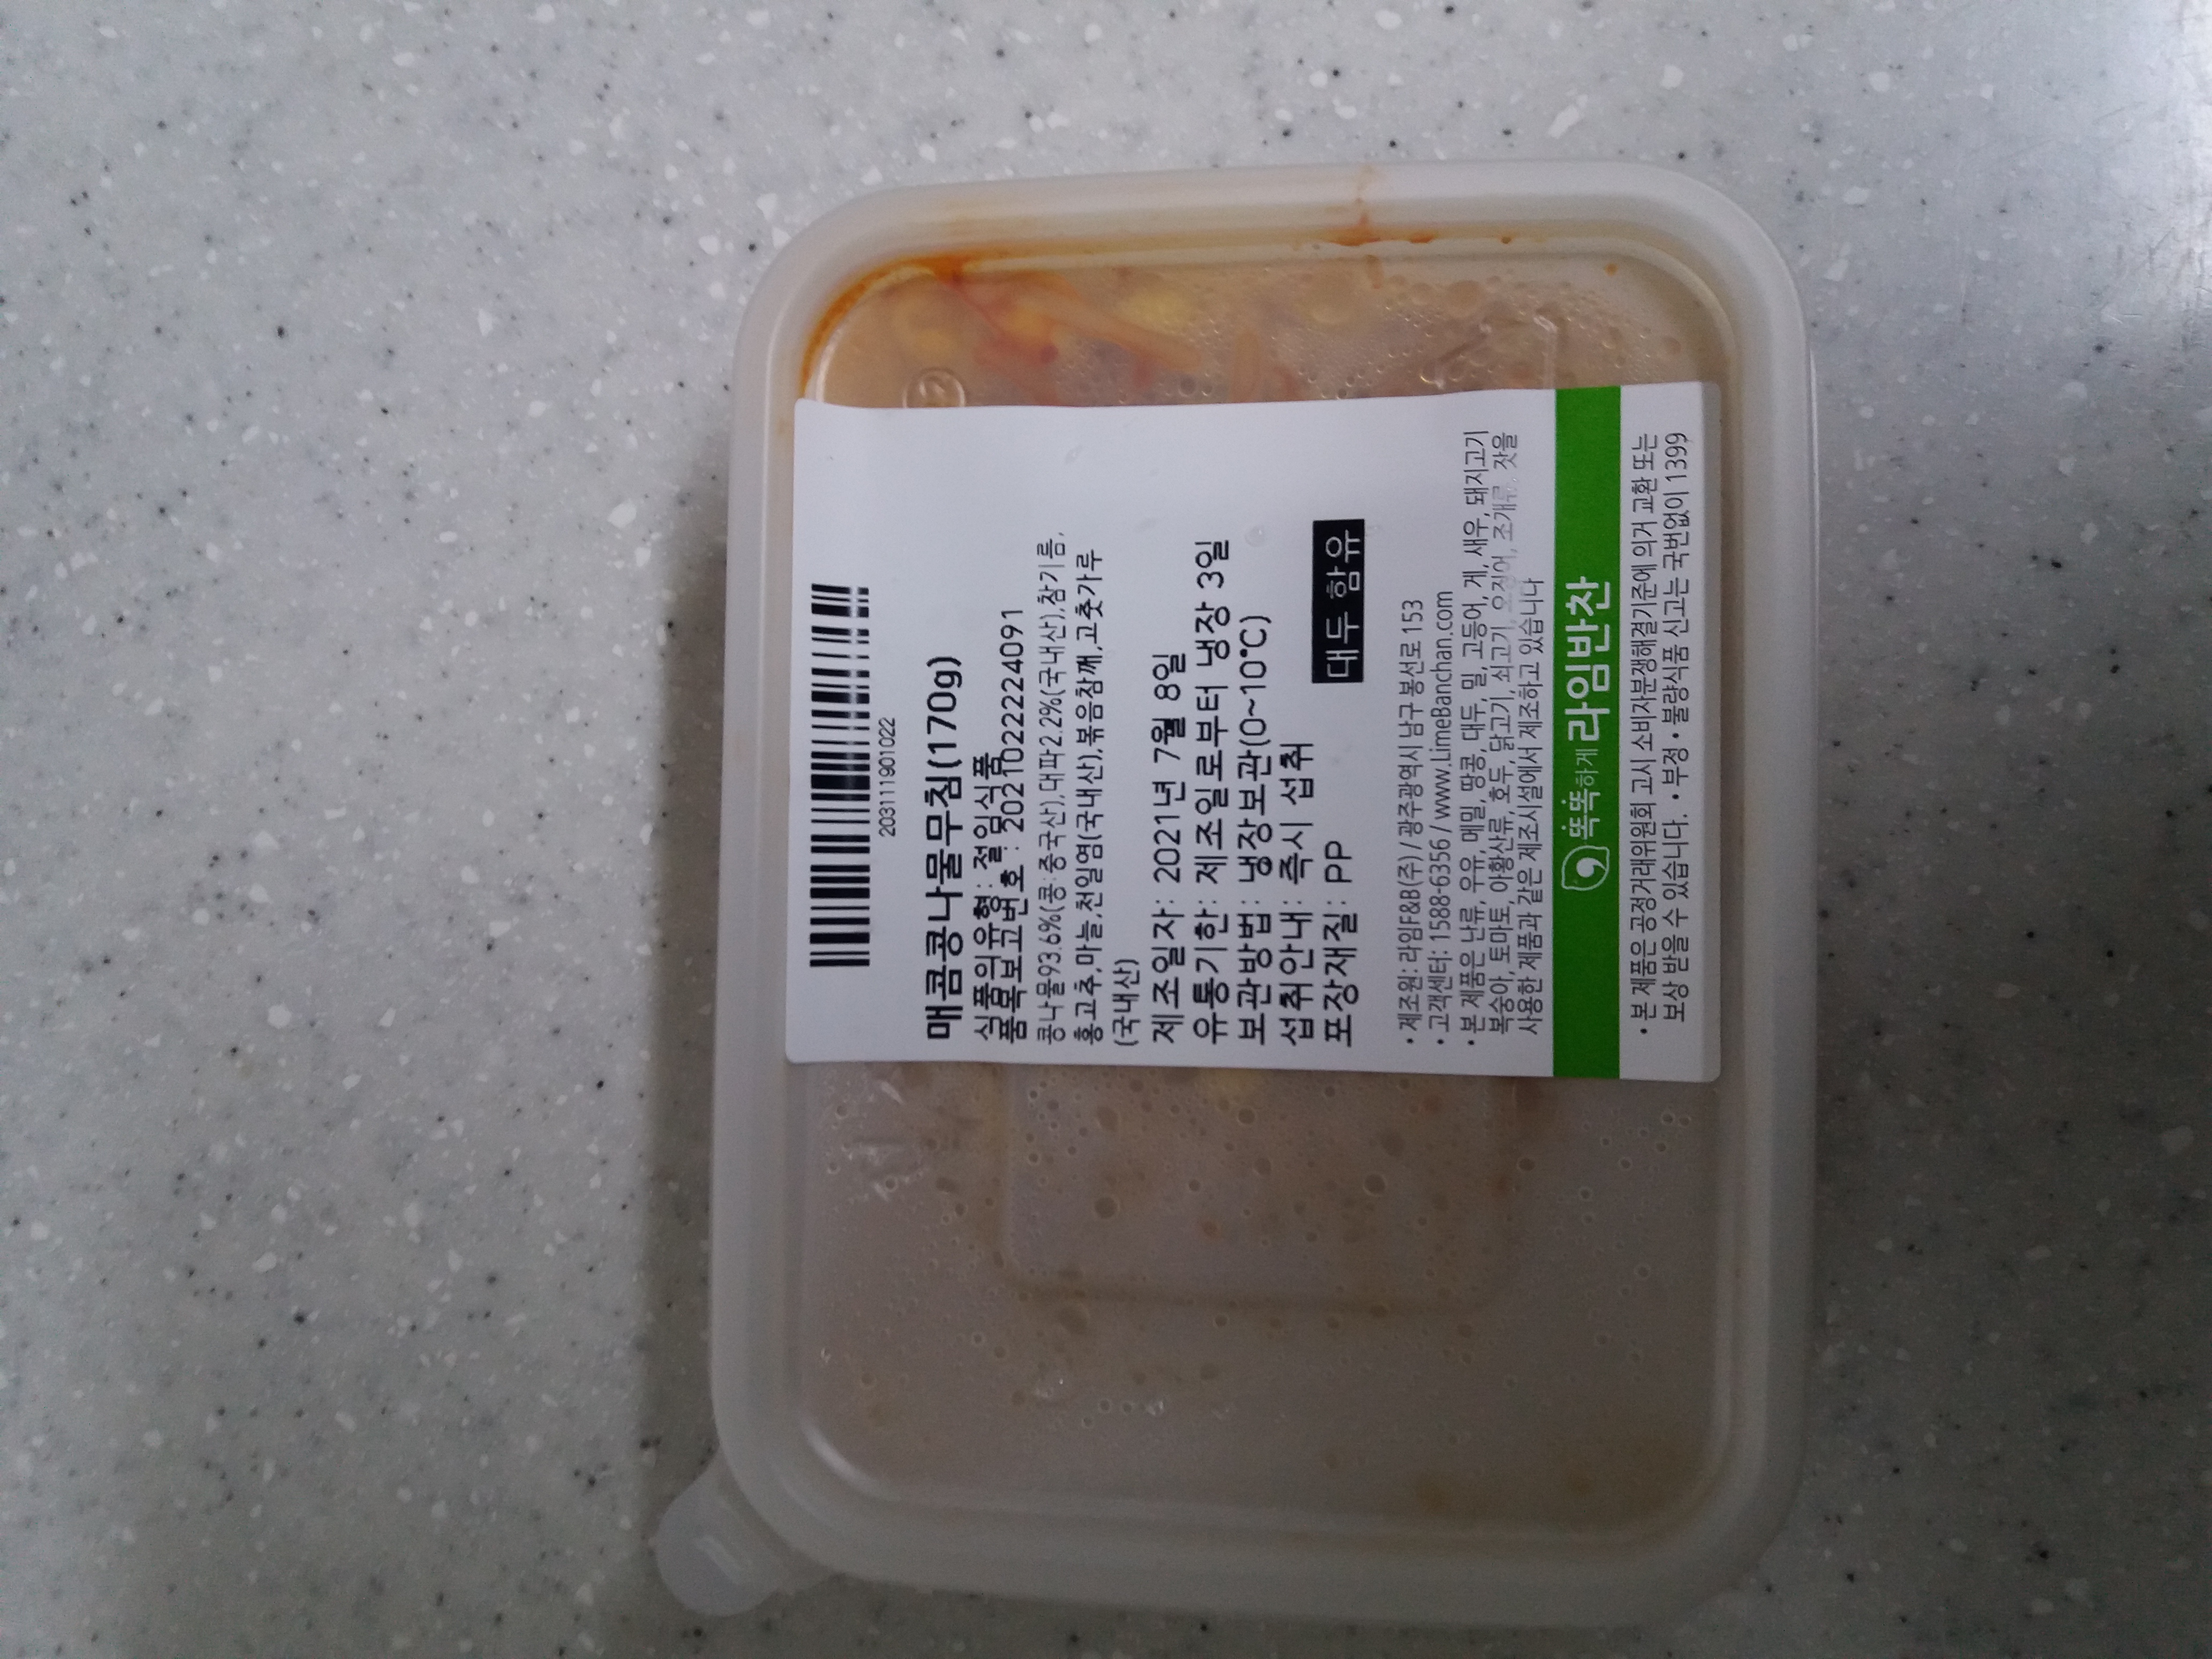 2031111901022
매콤콩나물무침(170g)
식품의유형: 절임식품
품목보고번호: 20210222224091
콩나물93.6%(콩:중국산),대파2.2%(국내산),참기름,
홍고추,마늘,천일염(국내산),볶음참깨,고춧가루
(국내산)
제조일자: 2021년 7월 8일
유통기한: 제조일로부터 냉장 3일
보관방법: 냉장보관(0~10℃)
섭취안내: 즉시 섭취
포장재질: PP
대두 함유
• 제조원: 라임F&B(주) / 광주광역시 남구 봉선로 153
• 고객센터: 1588-6356 / www.LimeBanchan.com
• 본 제품은 난류, 우유, 메밀, 땅콩, 대두, 밀, 고등어, 게, 새우, 돼지고기
복숭아, 토마토, 아황산류, 호두, 닭고기, 쇠고기, 오징어, 조개류, 잣을
사용한 제품과 같은 제조시설에서 제조하고 있습니다
똑똑하게 라임반찬
• 본 제품은 공정거래위원회 고시 소비자분쟁해결기준에 의거 교환 또는
보상 받을 수 있습니다. • 부정 • 불량식품 신고는 국번없이 1399